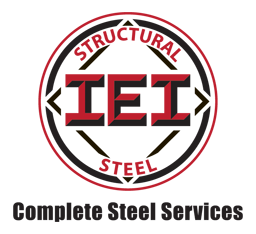 STRUCTURAL
IEI
STEEL
Complete Steel Services